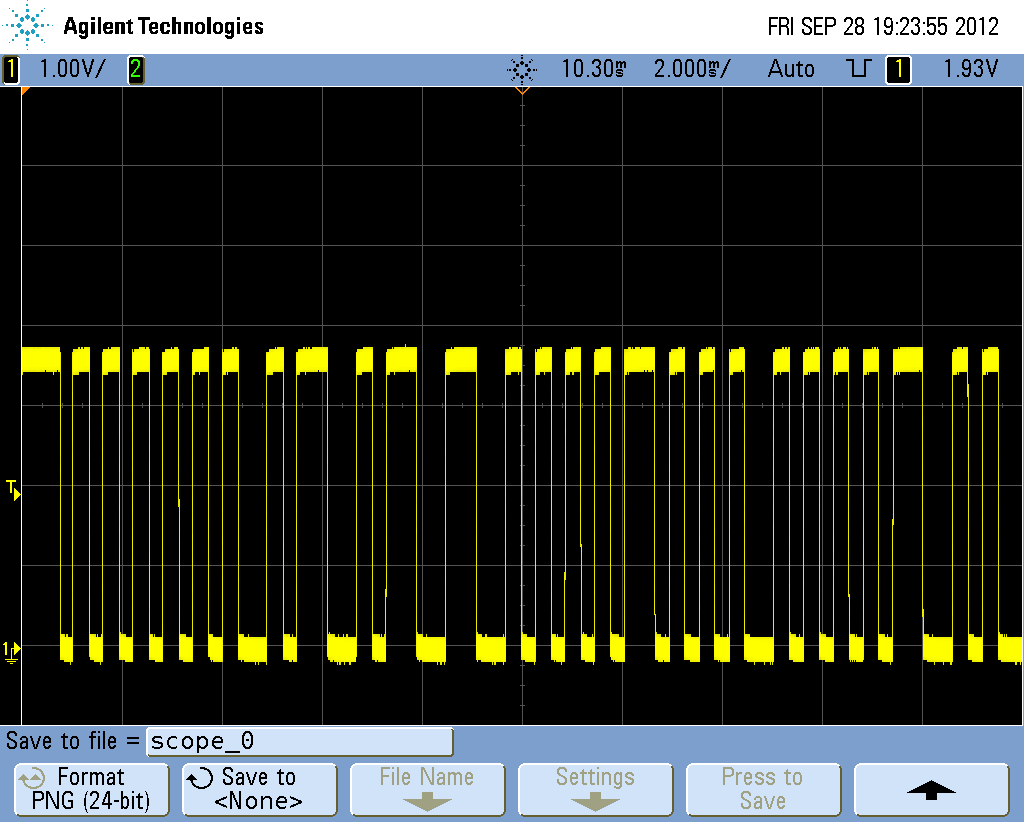 Agilent Technologies FRI SEP 28 19:23:55 2012
1 1.00V/ 2 10.30ms 2.000ms/ Auto 1 1.93V
T
1
Save to file = scope_0
Format Save to File Name Settings Press to
PNG (24-bit) <None> Save